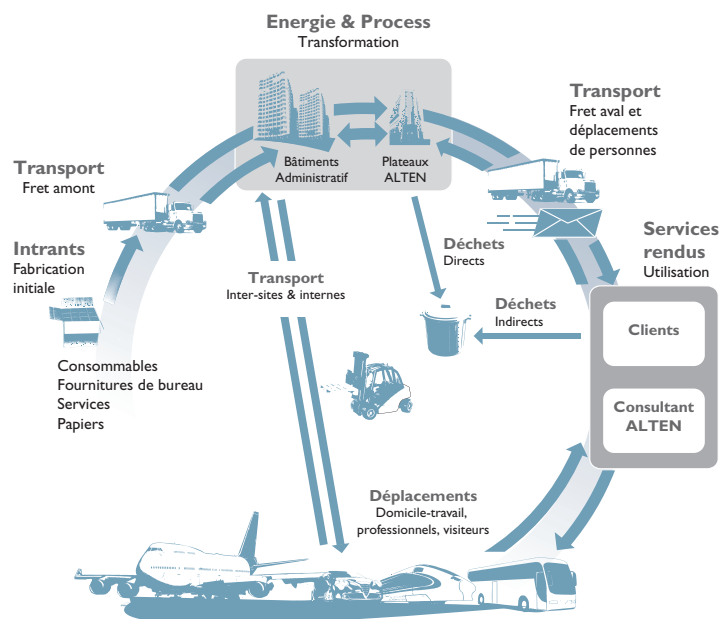 Energie & Process
Transformation
Bâtiments
Administratif
Plateaux
ALTEN
Transport
Fret aval et
déplacements
de personnes
Transport
Fret amont
Intrants
Fabrication
initiale
Consommables
Fournitures de bureau
Services
Papiers
Transport
Inter-sites & internes
Déchets
Directs
Déchets
Indirects
Services
rendus
Utilisation
Clients
Consultant
ALTEN
Déplacements
Domicile-travail,
professionnels, visiteurs